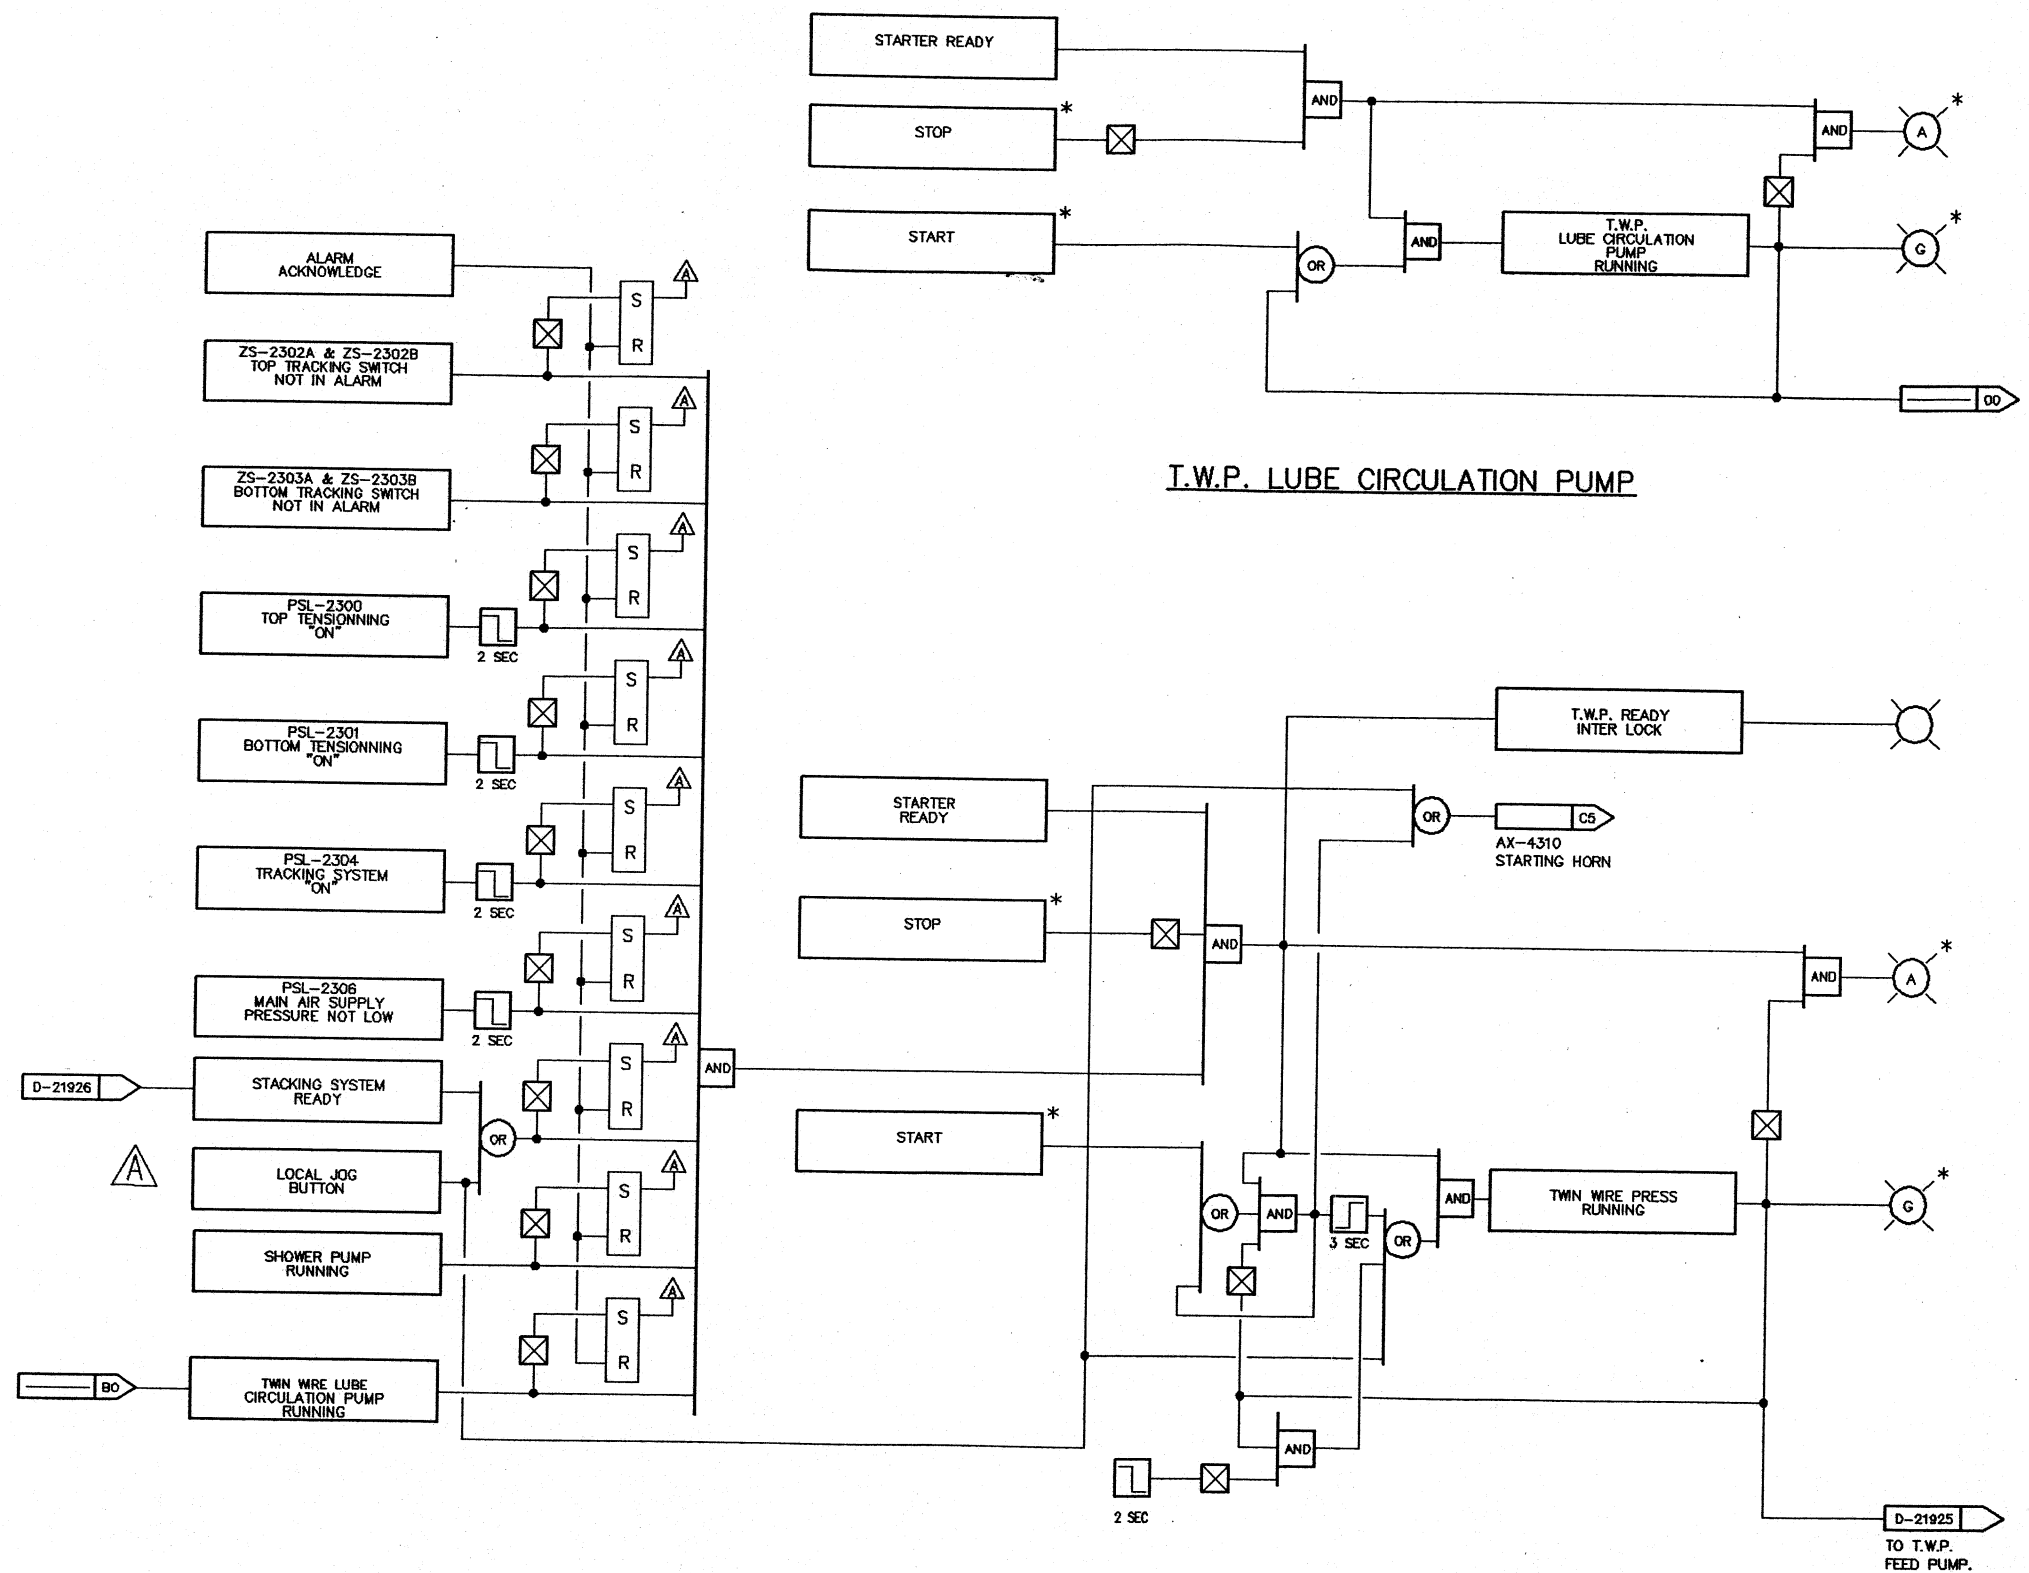 STARTER READY
AND
AND
A
*
STOP
*
START
*
OR
AND
T.W.P.
LUBE CIRCULATION
PUMP
RUNNING
G
*
OO
T.W.P. LUBE CIRCULATION PUMP
ALARM
ACKNOWLEDGE
S
R
A
ZS-2302A & ZS-2302B
TOP TRACKING SWITCH
NOT IN ALARM
S
R
A
ZS-2303A & ZS-2303B
BOTTOM TRACKING SWITCH
NOT IN ALARM
S
R
A
PSL-2300
TOP TENSIONNING
"ON"
2 SEC
S
R
A
PSL-2301
BOTTOM TENSIONNING
"ON"
2 SEC
S
R
A
PSL-2304
TRACKING SYSTEM
"ON"
2 SEC
S
R
A
PSL-2306
MAIN AIR SUPPLY
PRESSURE NOT LOW
2 SEC
S
R
A
D-21926
STACKING SYSTEM
READY
OR
AND
A
LOCAL JOG
BUTTON
S
R
A
SHOWER PUMP
RUNNING
S
R
A
BO
TWIN WIRE LUBE
CIRCULATION PUMP
RUNNING
T.W.P. READY
INTER LOCK
STARTER
READY
OR
C5
AX-4310
STARTING HORN
STOP
*
AND
AND
A
*
START
*
OR
AND
3 SEC
OR
AND
TWIN WIRE PRESS
RUNNING
G
*
AND
2 SEC
D-21925
TO T.W.P.
FEED PUMP.